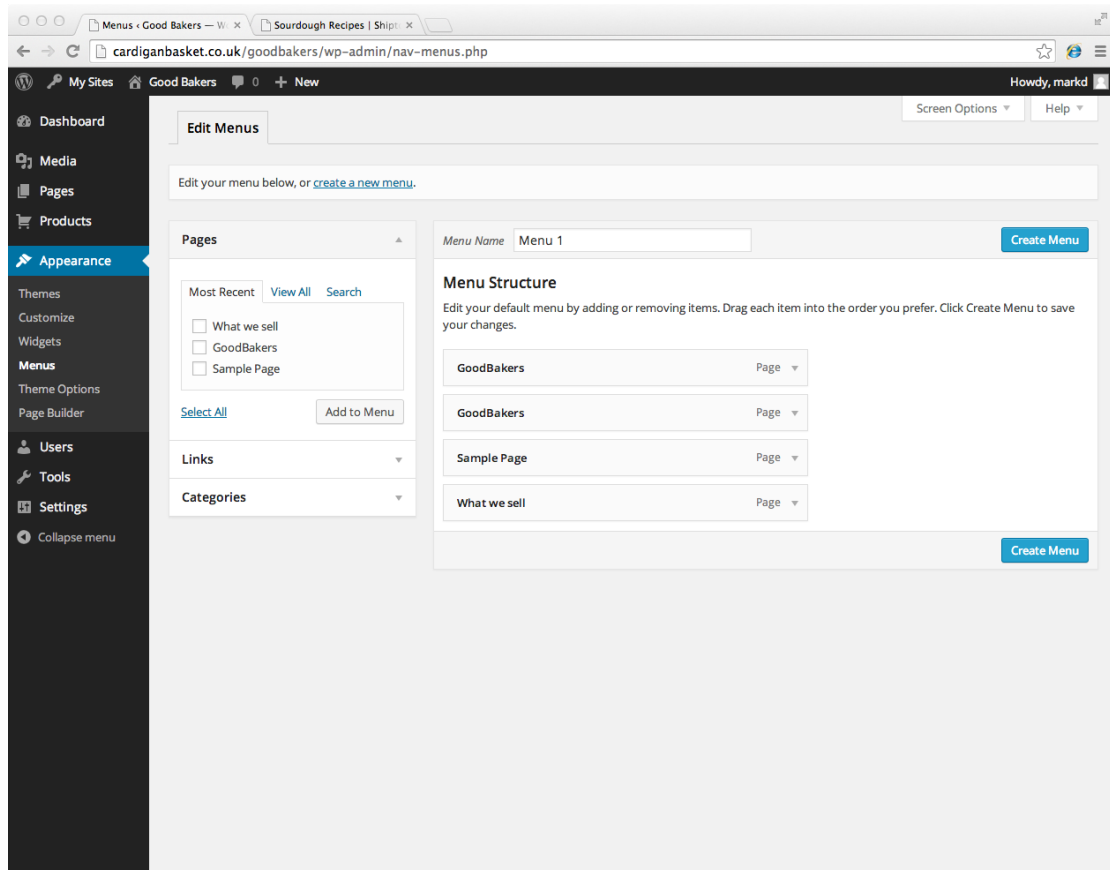 Menus ‹ Good Bakers — W
Sourdough Recipes | Shipt
cardiganbasket.co.uk/goodbakers/wp-admin/nav-menus.php
My Sites Good Bakers 0 + New Howdy, markd
Screen Options Help
Dashboard
Media
Pages
Products
Appearance
Themes
Customize
Widgets
Menus
Theme Options
Page Builder
Users
Tools
Settings
Collapse menu
Edit Menus
Edit your menu below, or create a new menu.
Pages
Most Recent View All Search
What we sell
GoodBakers
Sample Page
Select All Add to Menu
Links
Categories
Menu Name Menu 1 Create Menu
Menu Structure
Edit your default menu by adding or removing items. Drag each item into the order you prefer. Click Create Menu to save
your changes.
GoodBakers Page
GoodBakers Page
Sample Page Page
What we sell Page
Create Menu